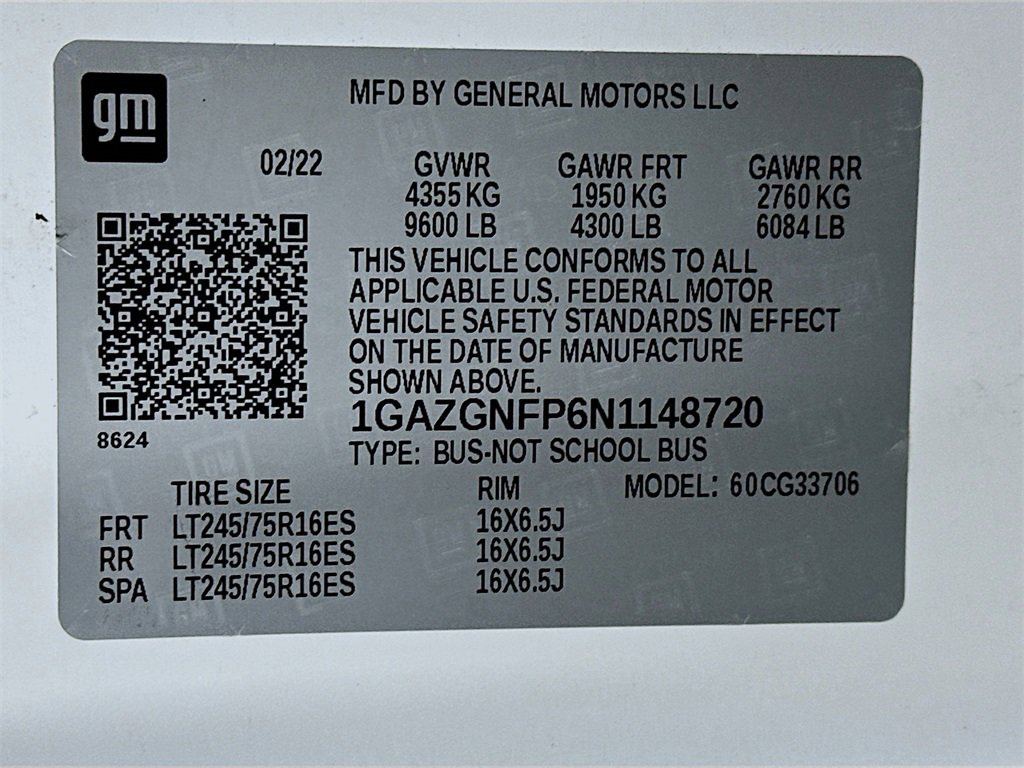 gm
MFD BY GENERAL MOTORS LLC
02/22 GVWR GAWR FRT GAWR RR
4355 KG 1950 KG 2760 KG
9600 LB 4300 LB 6084 LB
THIS VEHICLE CONFORMS TO ALL
APPLICABLE U.S. FEDERAL MOTOR
VEHICLE SAFETY STANDARDS IN EFFECT
ON THE DATE OF MANUFACTURE
SHOWN ABOVE.
1GAZGNFP6N1148720
8624
TYPE: BUS-NOT SCHOOL BUS
TIRE SIZE RIM MODEL: 60CG33706
FRT LT245/75R16ES 16X6.5J
RR LT245/75R16ES 16X6.5J
SPA LT245/75R16ES 16X6.5J